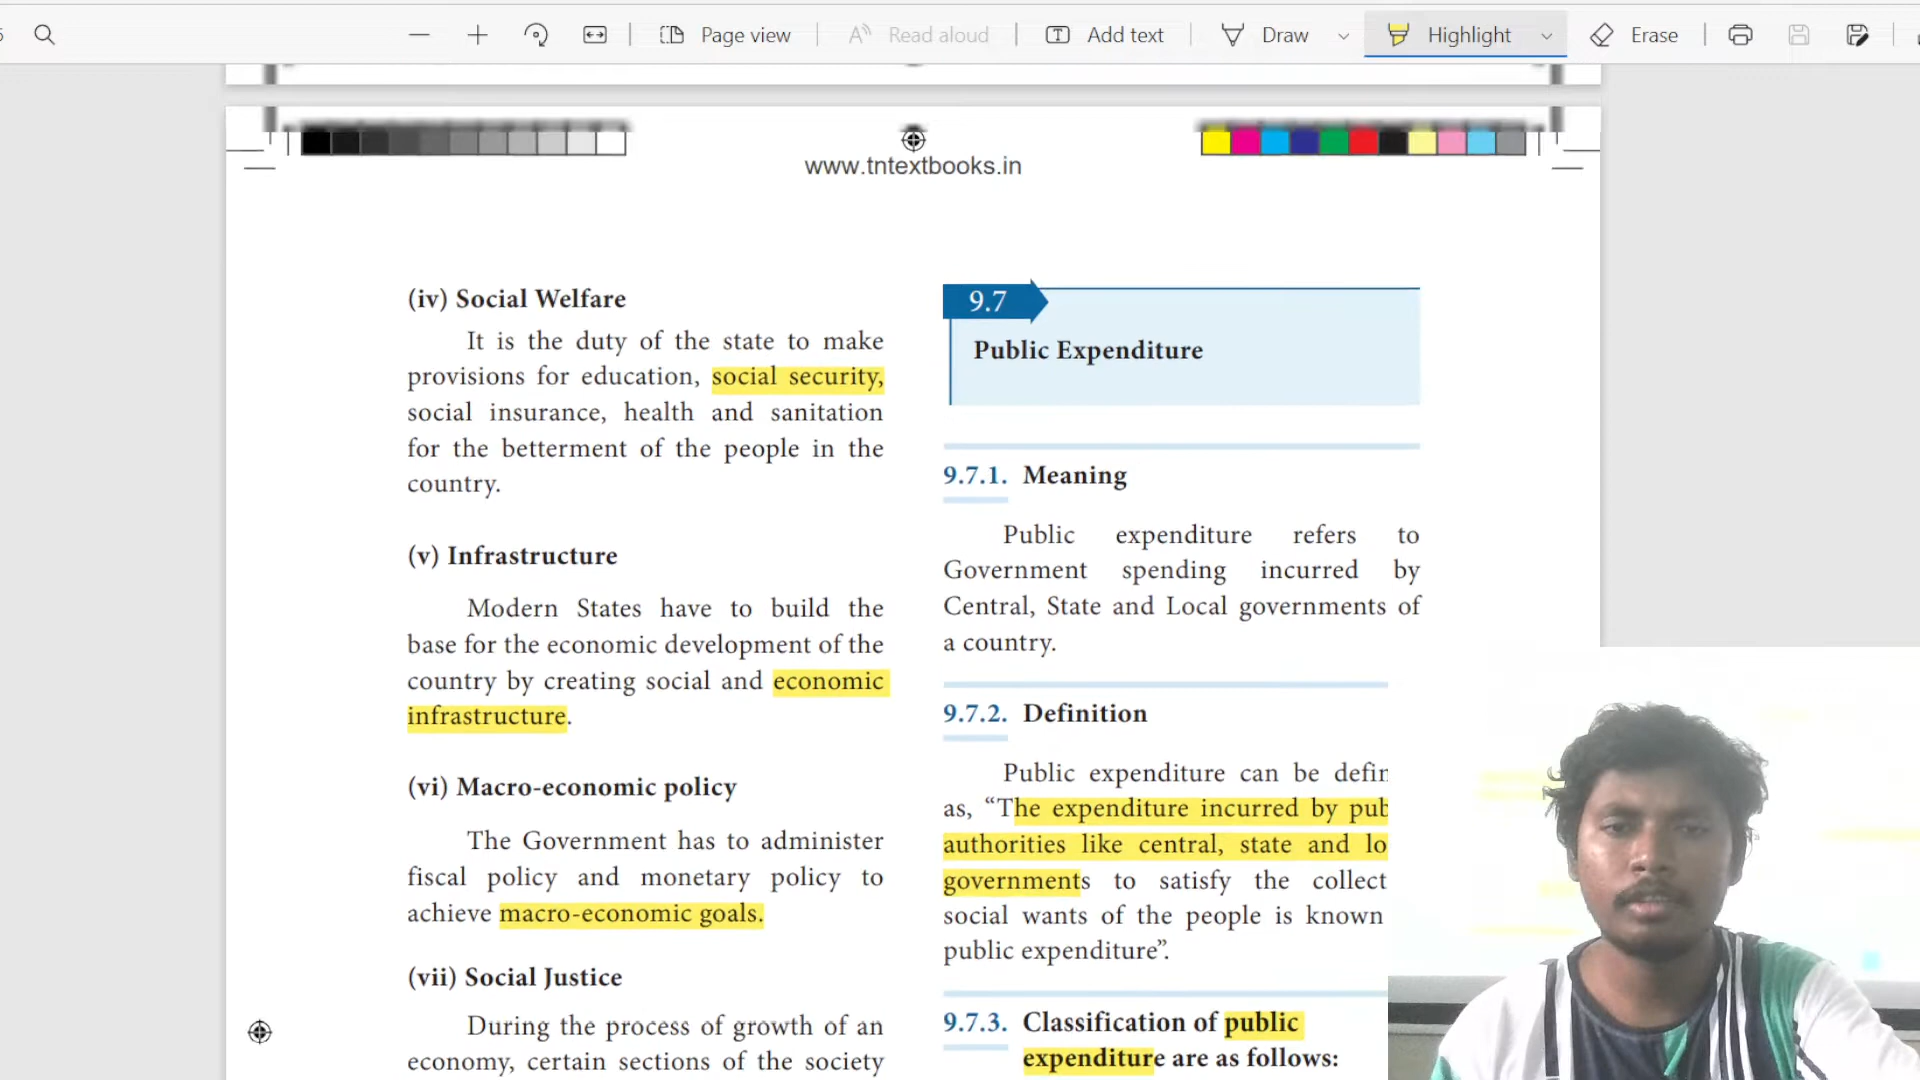 Page view
Read aloud
Add text
Draw
Highlight
Erase
www.tntextbooks.in
(iv) Social Welfare
It is the duty of the state to make
provisions for education, social security,
social insurance, health and sanitation
for the betterment of the people in the
country.
(v) Infrastructure
Modern States have to build the
base for the economic development of the
country by creating social and economic
infrastructure.
(vi) Macro-economic policy
The Government has to administer
fiscal policy and monetary policy to
achieve macro-economic goals.
(vii) Social Justice
During the process of growth of an
economy, certain sections of the society
9.7
Public Expenditure
9.7.1. Meaning
Public expenditure refers to
Government spending incurred by
Central, State and Local governments of
a country.
9.7.2. Definition
Public expenditure can be defin
as, “The expenditure incurred by pub
authorities like central, state and lo
governments to satisfy the collect
social wants of the people is known
public expenditure”.
9.7.3. Classification of public
expenditure are as follows: